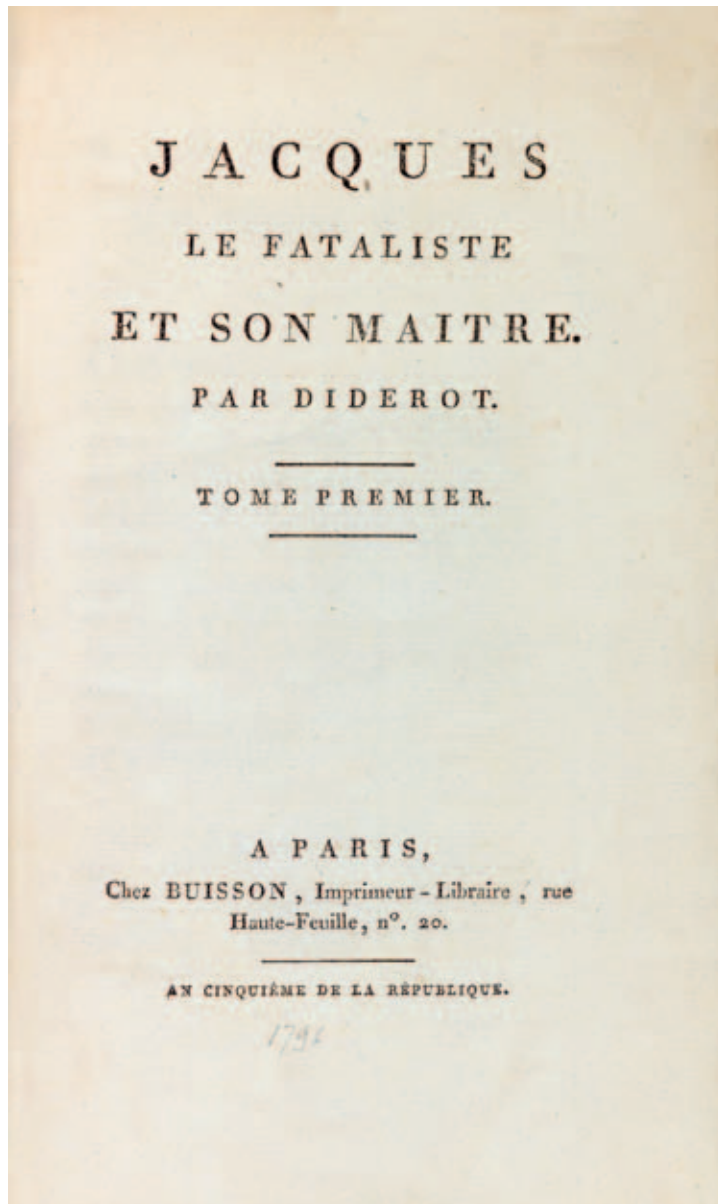 JACQUES
LE FATALISTE
ET SON MAITRE.
PAR DIDEROT.
TOME PREMIER.
A PARIS,
Chez BUISSON, Imprimeur-Libraire, rue
Haute-Feuille, n°. 20.
AN CINQUIÈME DE LA RÉPUBLIQUE.